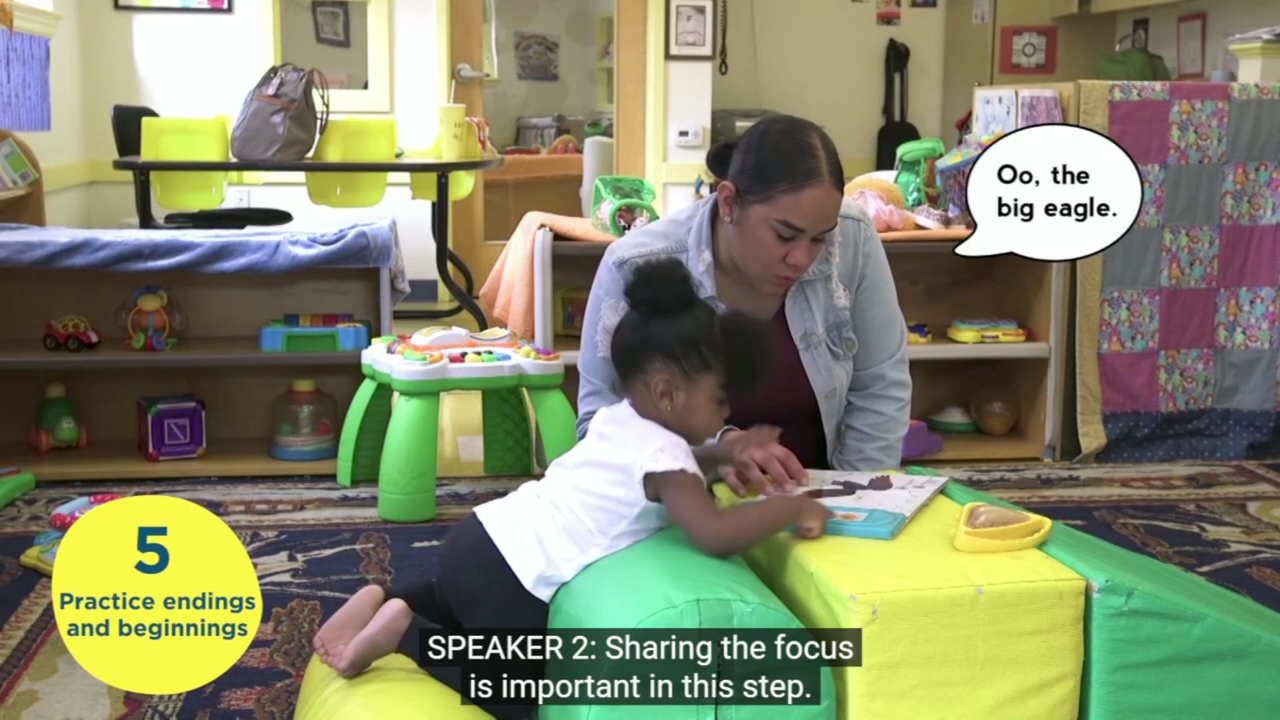 Oo, the
big eagle.
5
Practice endings
and beginnings
SPEAKER 2: Sharing the focus
is important in this step.